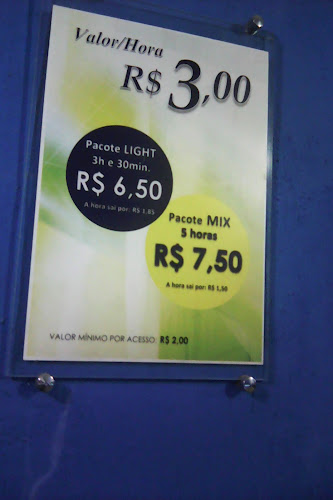 Valor/Hora
R$ 3,00
Pacote LIGHT
3h e 30min.
R$ 6,50
A hora sai por: R$ 1,85
Pacote MIX
5 horas
R$ 7,50
A hora sai por: R$ 1,50
VALOR MÍNIMO POR ACESSO: R$ 2,00